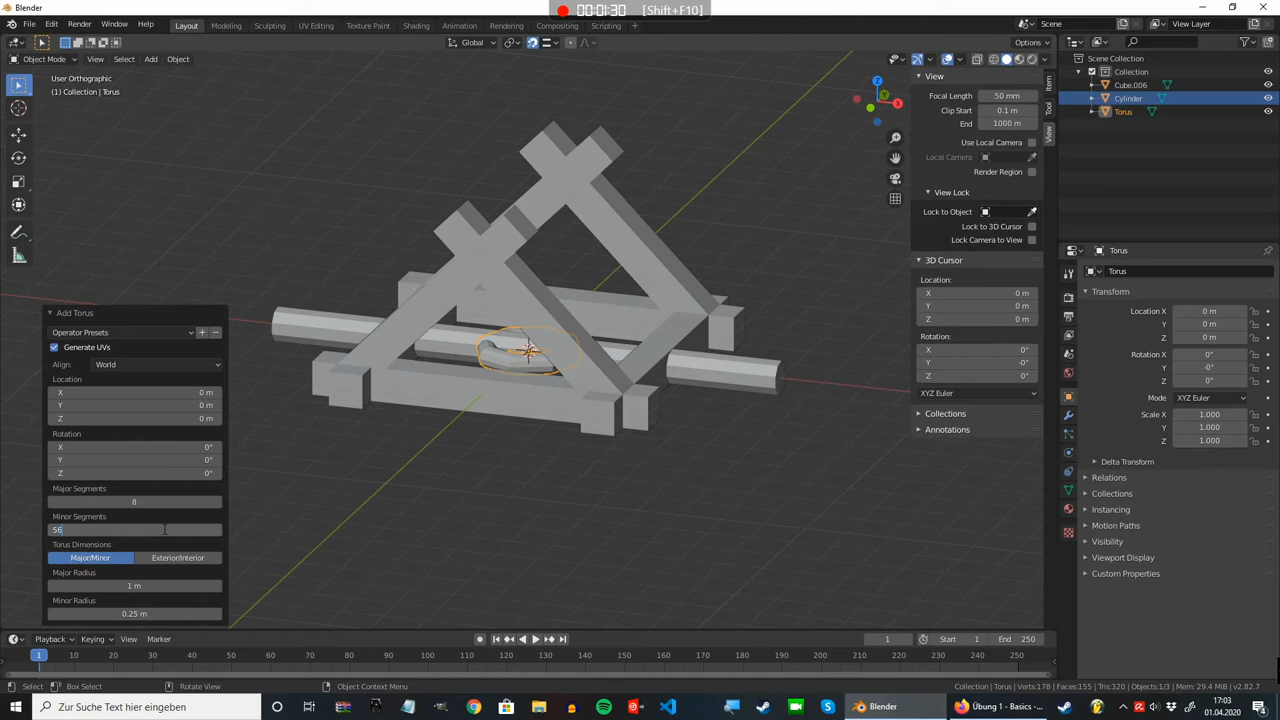 Blender
00:01:30 [Shift+F10]
File Edit Render Window Help Layout Modeling Sculpting UV Editing Texture Paint Shading Animation Rendering Compositing Scripting + Scene View Layer
Global Options
Object Mode View Select Add Object
User Orthographic
(1) Collection | Torus
Z
Y
X
View
Focal Length 50 mm
Clip Start 0.1 m
End 1000 m
Use Local Camera
Local Camera
Render Region
View Lock
Lock to Object
Lock to 3D Cursor
Lock Camera to View
3D Cursor
Location:
X 0 m
Y 0 m
Z 0 m
Rotation:
X 0°
Y -0°
Z 0°
XYZ Euler
Collections
Annotations
Item
Tool
View
Scene Collection
Collection
Cube.006
Cylinder
Torus
Torus
Torus
Transform
Location X 0 m
Y 0 m
Z 0 m
Rotation X 0°
Y -0°
Z 0°
Mode XYZ Euler
Scale X 1.000
Y 1.000
Z 1.000
Delta Transform
Relations
Collections
Instancing
Motion Paths
Visibility
Viewport Display
Custom Properties
Add Torus
Operator Presets
Generate UVs
Align: World
Location
X 0 m
Y 0 m
Z 0 m
Rotation
X 0°
Y 0°
Z 0°
Major Segments
8
Minor Segments
56
Torus Dimensions
Major/Minor Exterior/Interior
Major Radius
1 m
Minor Radius
0.25 m
Playback Keying View Marker 1 Start 1 End 250
1 10 20 30 40 50 60 70 80 90 100 110 120 130 140 150 160 170 180 190 200 210 220 230 240 250
Select Box Select Rotate View Object Context Menu Collection | Torus | Verts:178 | Faces:155 | Tris:320 | Objects:1/3 | Mem: 29.4 MiB | v2.82.7
Zur Suche Text hier eingeben Blender Übung 1 - Basics -... 17:03
01.04.2020